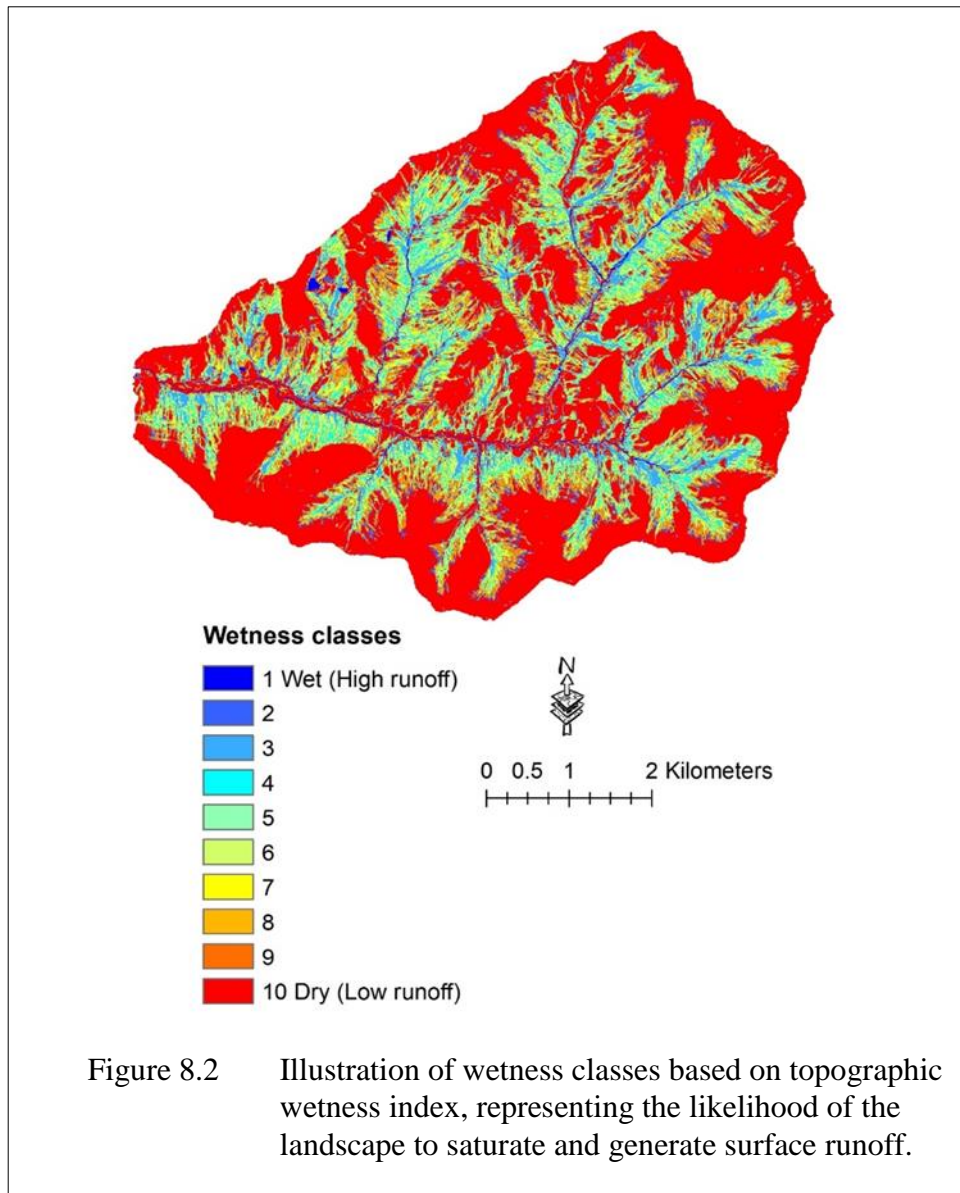 Wetness classes
1 Wet (High runoff)
2
3
4
5
6
7
8
9
10 Dry (Low runoff)
N
0 0.5 1 2 Kilometers
Figure 8.2 Illustration of wetness classes based on topographic
wetness index, representing the likelihood of the
landscape to saturate and generate surface runoff.